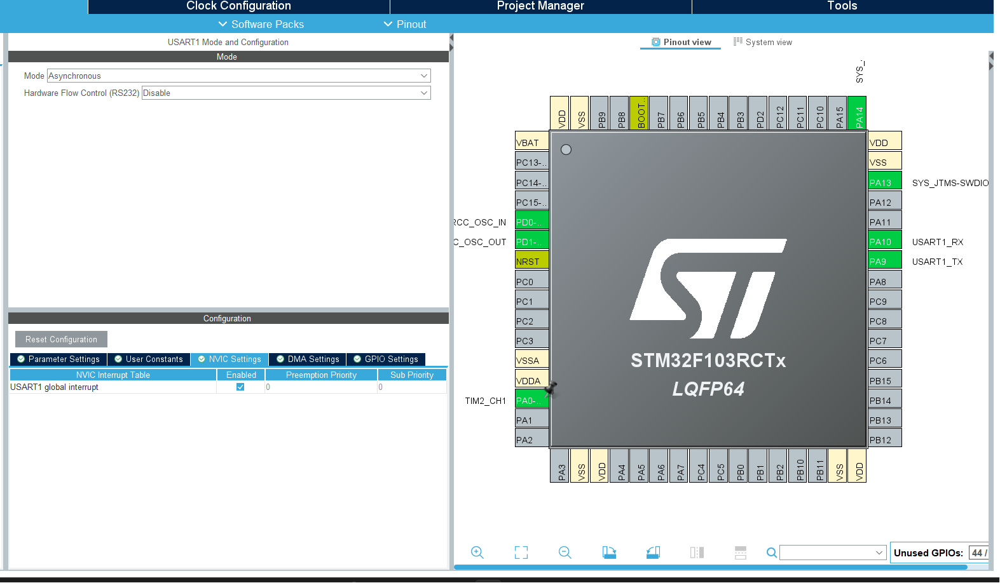 Clock Configuration
Project Manager
Tools
Software Packs
Pinout
USART1 Mode and Configuration
Mode
Mode Asynchronous
Hardware Flow Control (RS232) Disable
Configuration
Reset Configuration
Parameter Settings
User Constants
NVIC Settings
DMA Settings
GPIO Settings
NVIC Interrupt Table Enabled Preemption Priority Sub Priority
USART1 global interrupt 0 0
Pinout view
System view
SYS_.
VDD
VSS
PB9
PB8
BOOT..
PB7
PB6
PB5
PB4
PB3
PD2
PC12
PC11
PC10
PA15
PA14
VBAT
PC13-..
PC14-..
PC15-..
RCC_OSC_IN PD0-..
C_OSC_OUT PD1-..
NRST
PC0
PC1
PC2
PC3
VSSA
VDDA
TIM2_CH1 PA0-..
PA1
PA2
STM32F103RCTx
LQFP64
VDD
VSS
PA13 SYS_JTMS-SWDIO
PA12
PA11
PA10 USART1_RX
PA9 USART1_TX
PA8
PC9
PC8
PC7
PC6
PB15
PB14
PB13
PB12
PA3
VSS
VDD
PA4
PA5
PA6
PA7
PC4
PC5
PB0
PB1
PB2
PB10
PB11
VSS
VDD
Unused GPIOs: 44 /